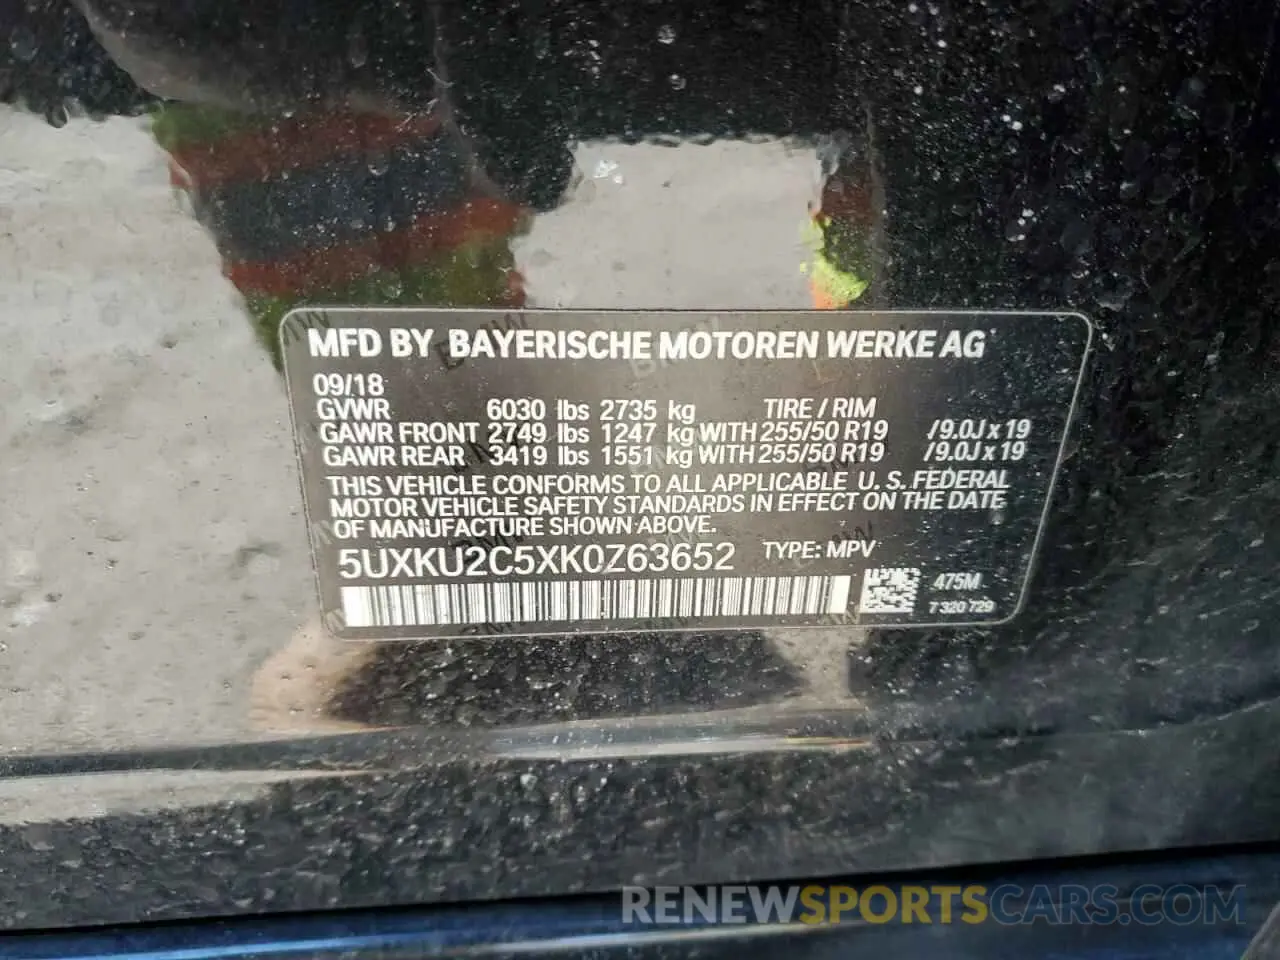 MFD BY BAYERISCHE MOTOREN WERKE AG
09/18
GVWR 6030 lbs 2735 kg TIRE / RIM
GAWR FRONT 2749 lbs 1247 kg WITH 255/50 R19 /9.0J x 19
GAWR REAR 3419 lbs 1551 kg WITH 255/50 R19 /9.0J x 19
THIS VEHICLE CONFORMS TO ALL APPLICABLE U.S. FEDERAL
MOTOR VEHICLE SAFETY STANDARDS IN EFFECT ON THE DATE
OF MANUFACTURE SHOWN ABOVE.
5UXKU2C5XK0Z63652 TYPE: MPV
475M
7 320 729
RENEWSPORTSCARS.COM